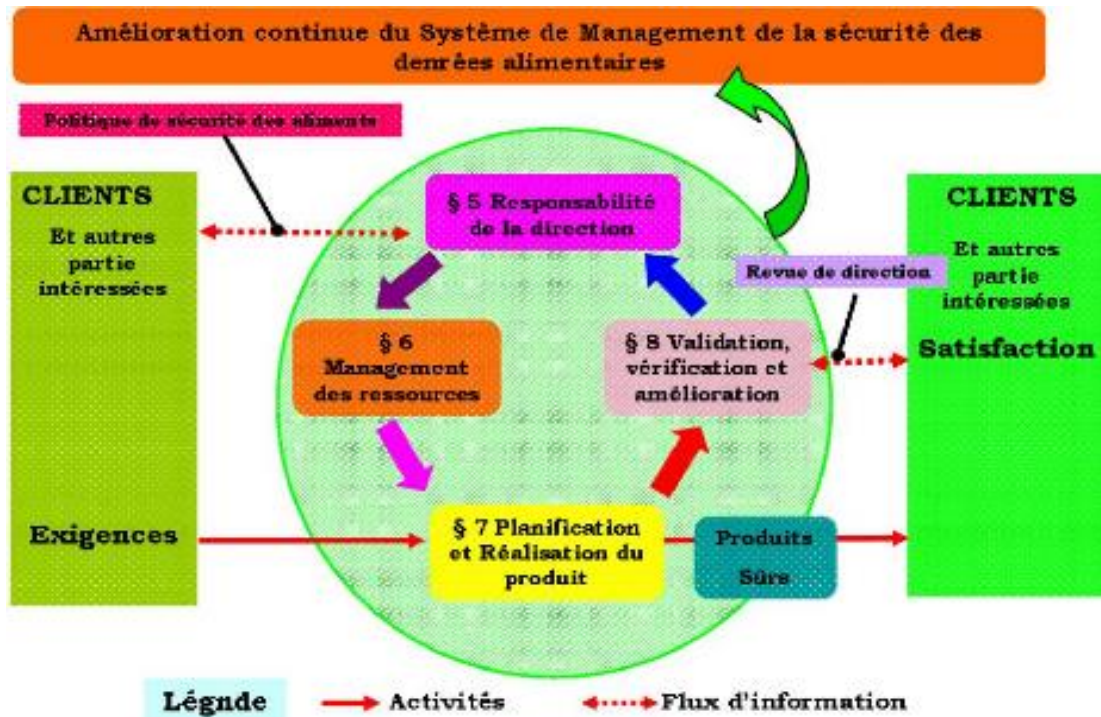 Amélioration continue du Système de Management de la sécurité des
denrées alimentaires
Politique de sécurité des aliments
CLIENTS
Et autres
partie
intéressées
Exigences
§ 5 Responsabilité
de la direction
§ 6
Management
des ressources
§ 7 Planification
et Réalisation du
produit
§ 8 Validation,
vérification et
amélioration
Produits
Sûrs
Revue de direction
CLIENTS
Et autres
partie
intéressées
Satisfaction
Légnde
Activités
Flux d'information